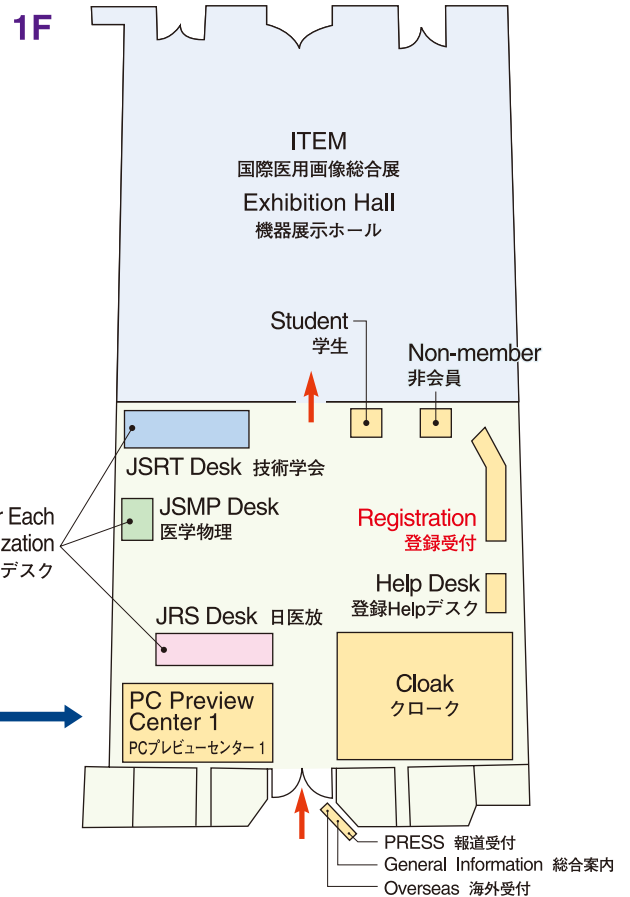 1F
ITEM
国際医用画像総合展
Exhibition Hall
機器展示ホール
Student
学生
Non-member
非会員
JSRT Desk 技術学会
r Each
zation
デスク
JSMP Desk
医学物理
Registration
登録受付
Help Desk
登録Helpデスク
JRS Desk 日医放
PC Preview
Center 1
PCプレビューセンター 1
Cloak
クローク
PRESS 報道受付
General Information 総合案内
Overseas 海外受付